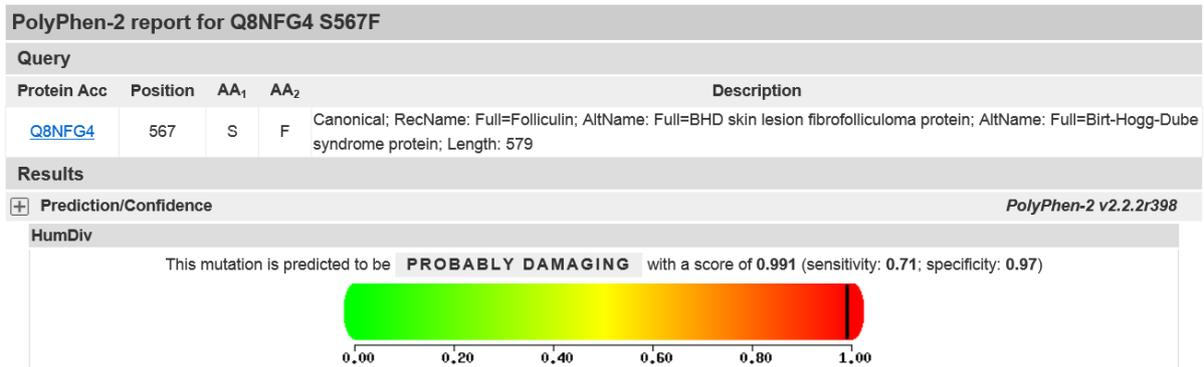 PolyPhen-2 report for Q8NFG4 S567F
Query
Protein Acc Position AA₁ AA₂ Description
Q8NFG4 567 S F Canonical; RecName: Full=Folliculin; AltName: Full=BHD skin lesion fibrofolliculoma protein; AltName: Full=Birt-Hogg-Dube
syndrome protein; Length: 579
Results
Prediction/Confidence PolyPhen-2 v2.2.2r398
HumDiv
This mutation is predicted to be PROBABLY DAMAGING with a score of 0.991 (sensitivity: 0.71; specificity: 0.97)
0.00 0.20 0.40 0.60 0.80 1.00